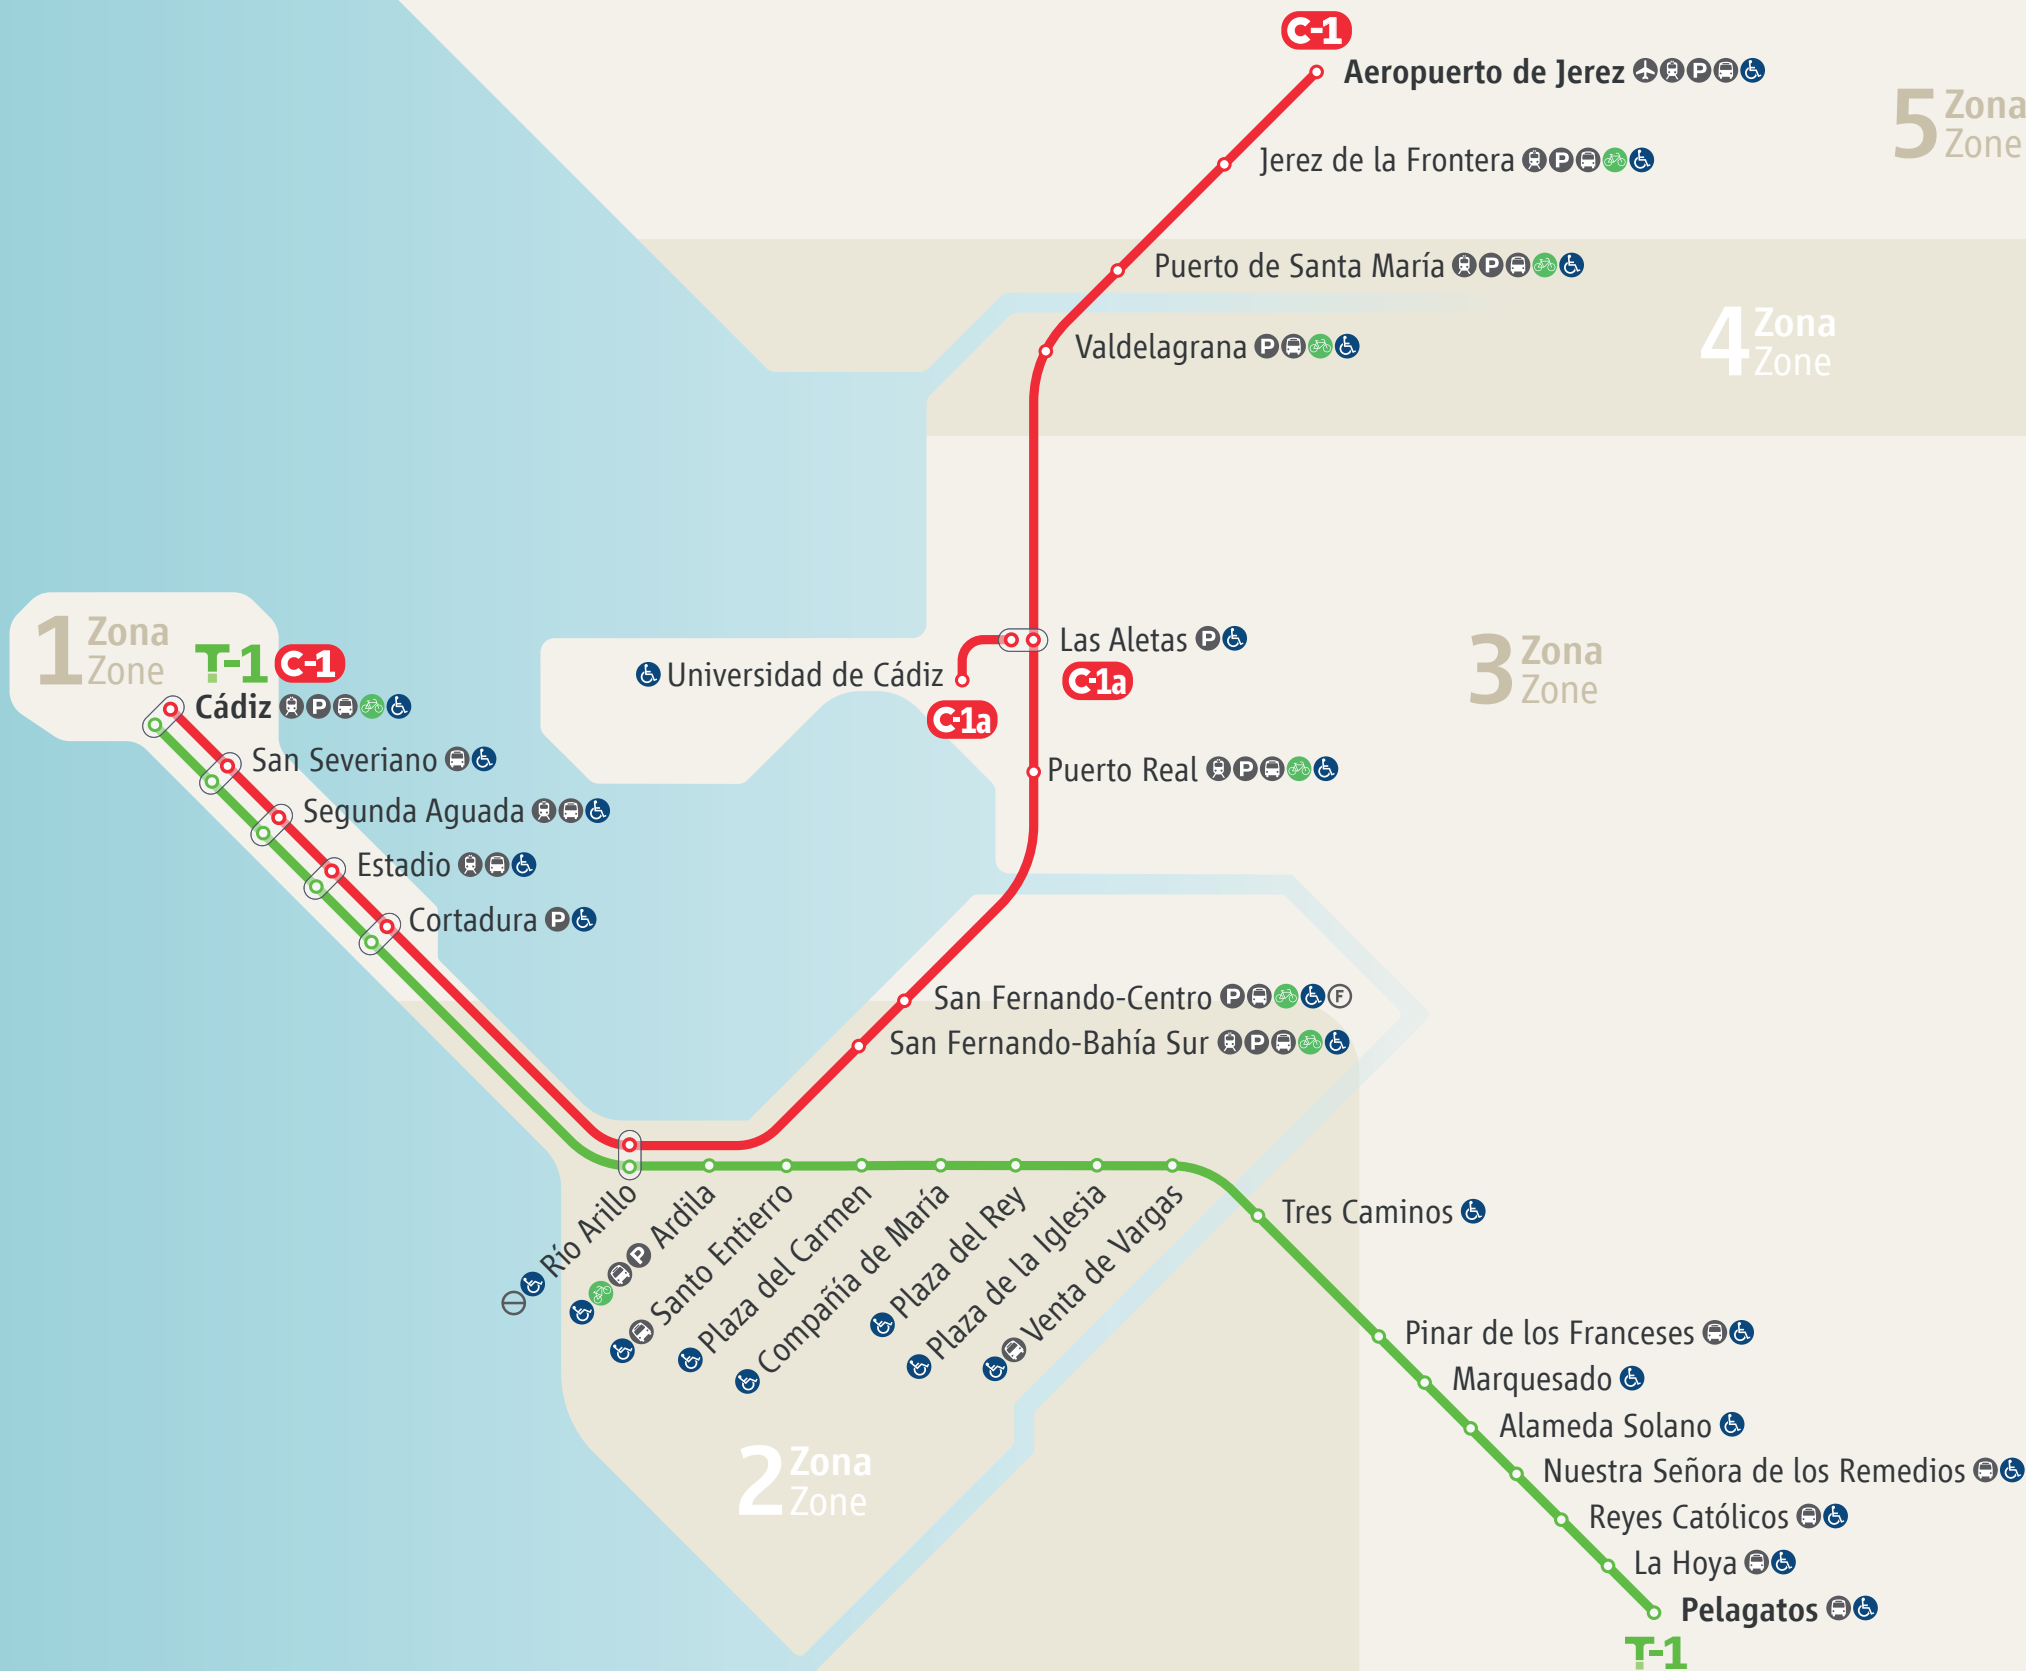 C-1
Aeropuerto de Jerez P
5 Zona
Zone
Jerez de la Frontera P
Puerto de Santa María P
4 Zona
Zone
Valdelagrana P
1 Zona
Zone
T-1 C-1
Cádiz P
Las Aletas P
C-1a
3 Zona
Zone
Universidad de Cádiz
C-1a
San Severiano
Puerto Real P
Segunda Aguada
Estadio
Cortadura P
San Fernando-Centro P F
San Fernando-Bahía Sur P
Río Arillo
P Ardila
Santo Entierro
Plaza del Carmen
Compañía de María
Plaza del Rey
Plaza de la Iglesia
Venta de Vargas
Tres Caminos
Pinar de los Franceses
Marquesado
Alameda Solano
2 Zona
Zone
Nuestra Señora de los Remedios
Reyes Católicos
La Hoya
Pelagatos
T-1